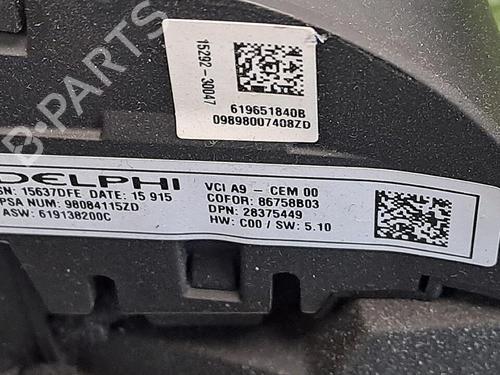 15292-30047
619651840B
09898007408ZD
DELPHI
SN: 15637DFE DATE: 15 915
PSA NUM: 98084115ZD
ASW: 619138200C
VCI A9 - CEM 00
COFOR: 86758B03
DPN: 28375449
HW: C00 / SW: 5.10
B-PARTS